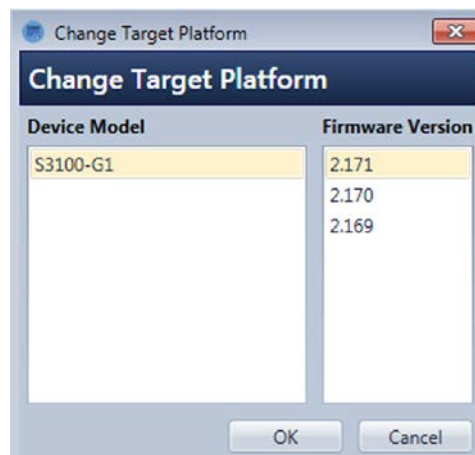 Change Target Platform
Change Target Platform
Device Model
Firmware Version
S3100-G1
2.171
2.170
2.169
OK
Cancel